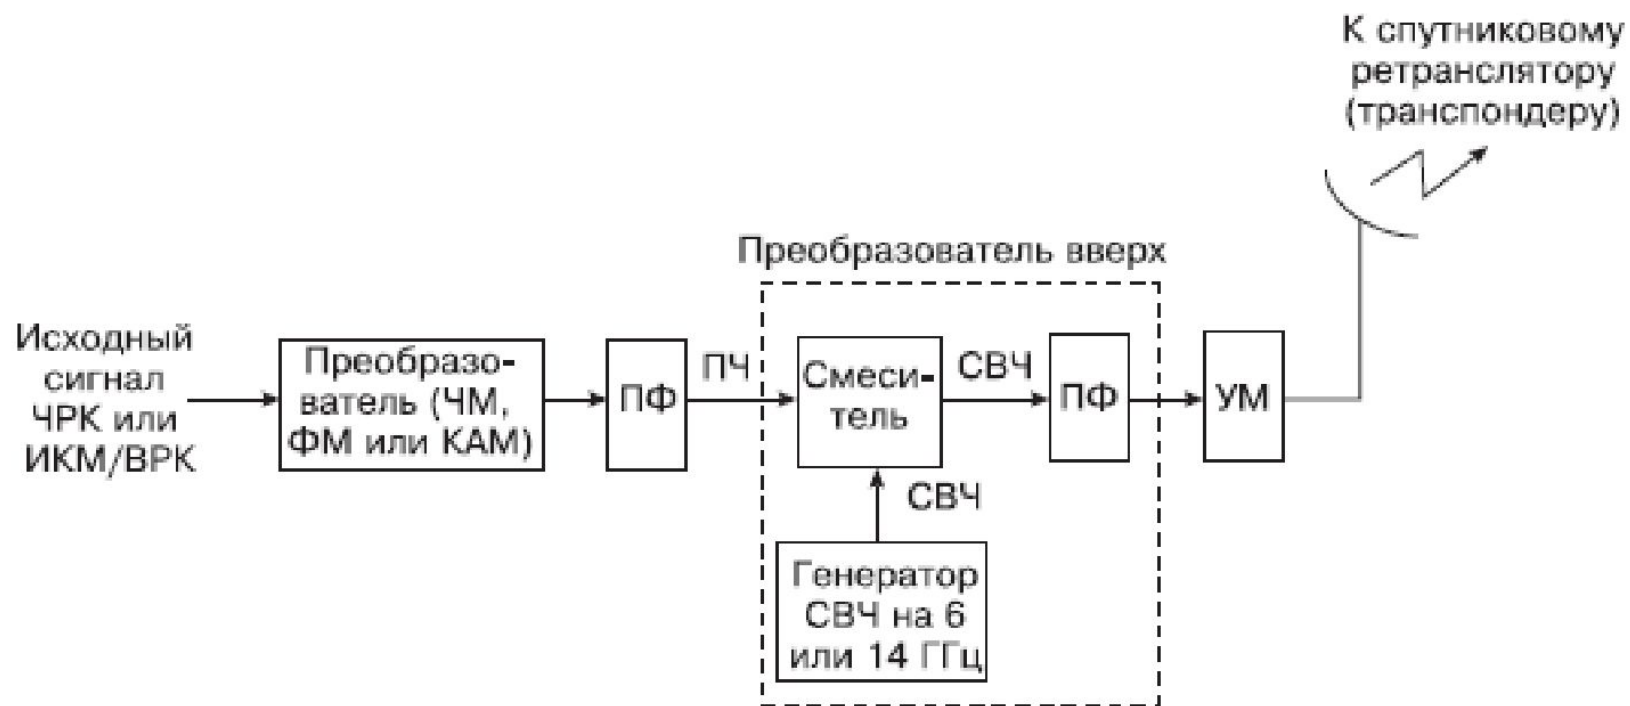 К спутниковому
ретранслятору
(транспондеру)
Преобразователь вверх
Исходный
сигнал
ЧРК или
ИКМ/ВРК
Преобразо-
ватель (ЧМ,
ФМ или КАМ)
ПФ
ПЧ
Смеси-
тель
СВЧ
ПФ
УМ
СВЧ
Генератор
СВЧ на 6
или 14 ГГц